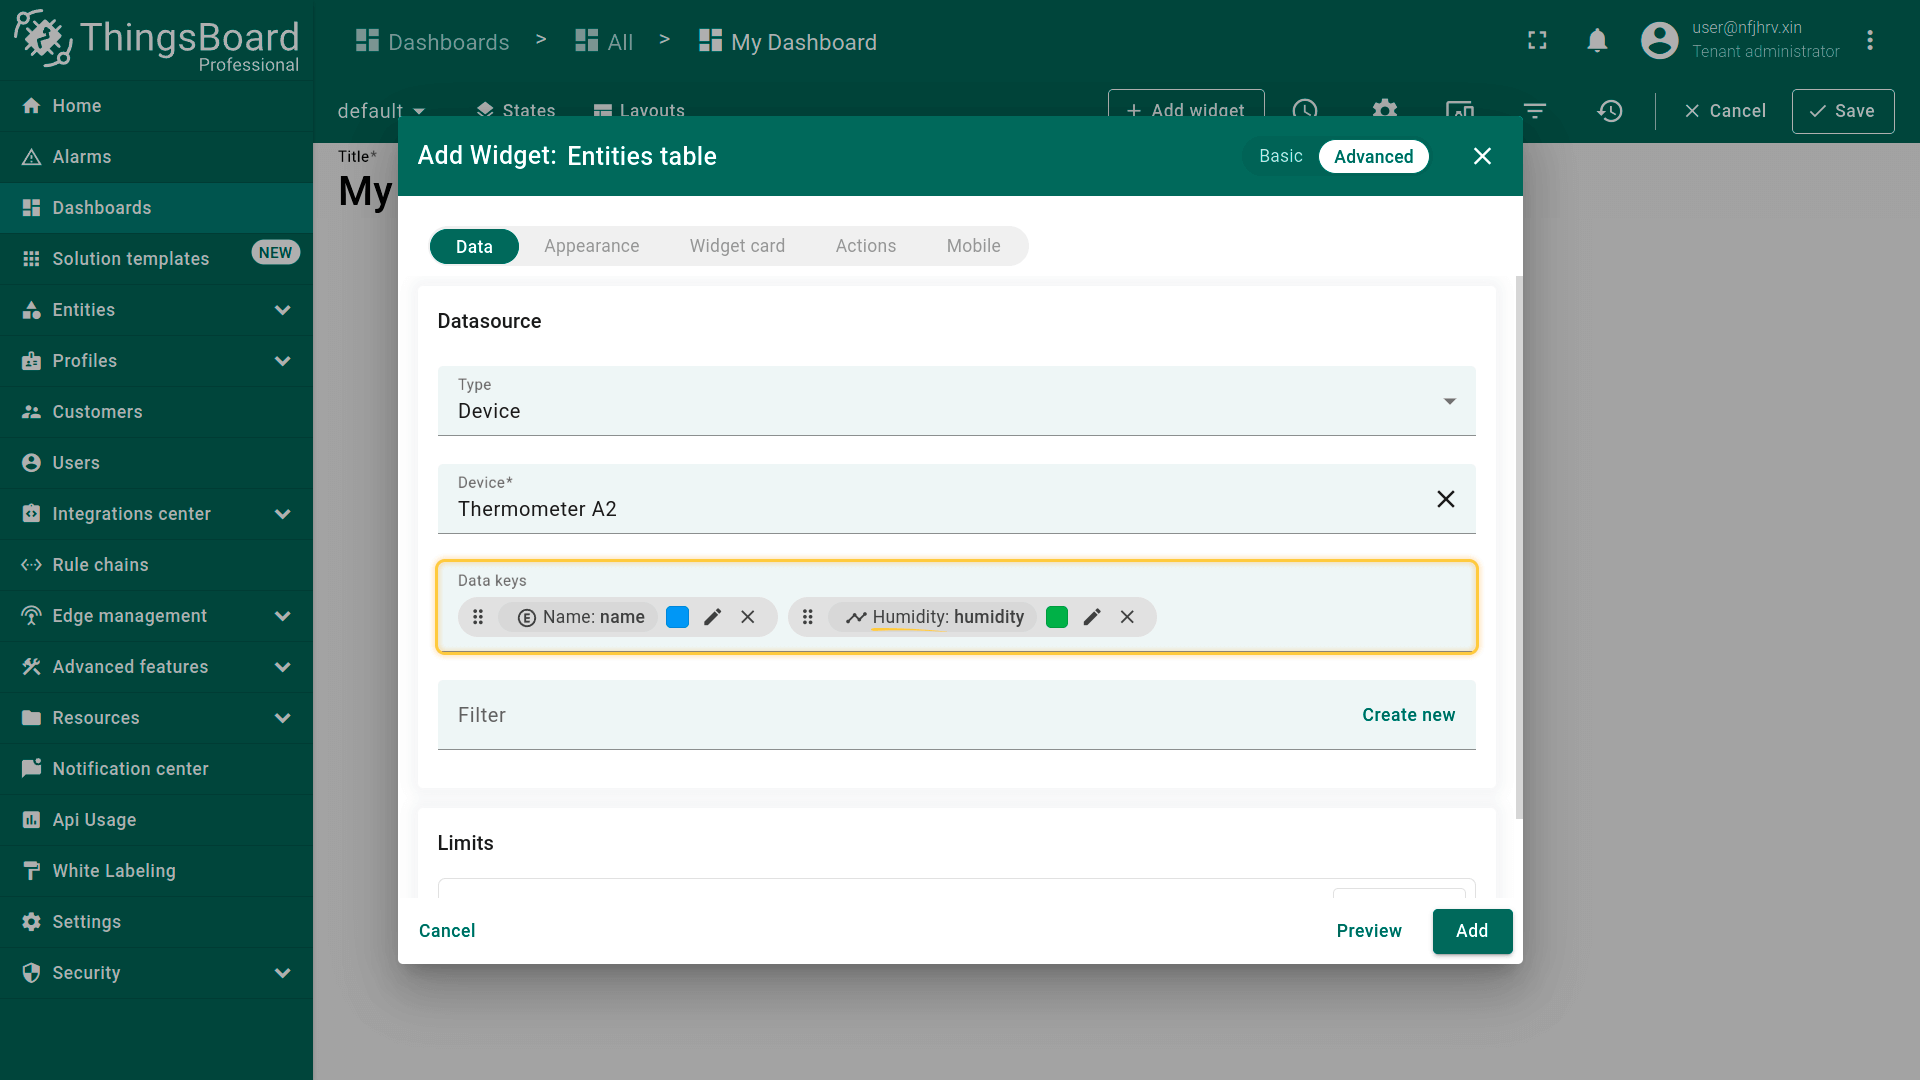 ThingsBoard
Professional
Dashboards > All > My Dashboard
user@nfjhrv.xin
Tenant administrator
Home
Alarms
Dashboards
Solution templates NEW
Entities
Profiles
Customers
Users
Integrations center
Rule chains
Edge management
Advanced features
Resources
Notification center
Api Usage
White Labeling
Settings
Security
default States Layouts + Add widget Cancel Save
Title*
My
Add Widget: Entities table Basic Advanced
Data Appearance Widget card Actions Mobile
Datasource
Type
Device
Device*
Thermometer A2
Data keys
Name: name Humidity: humidity
Filter Create new
Limits
Cancel Preview Add